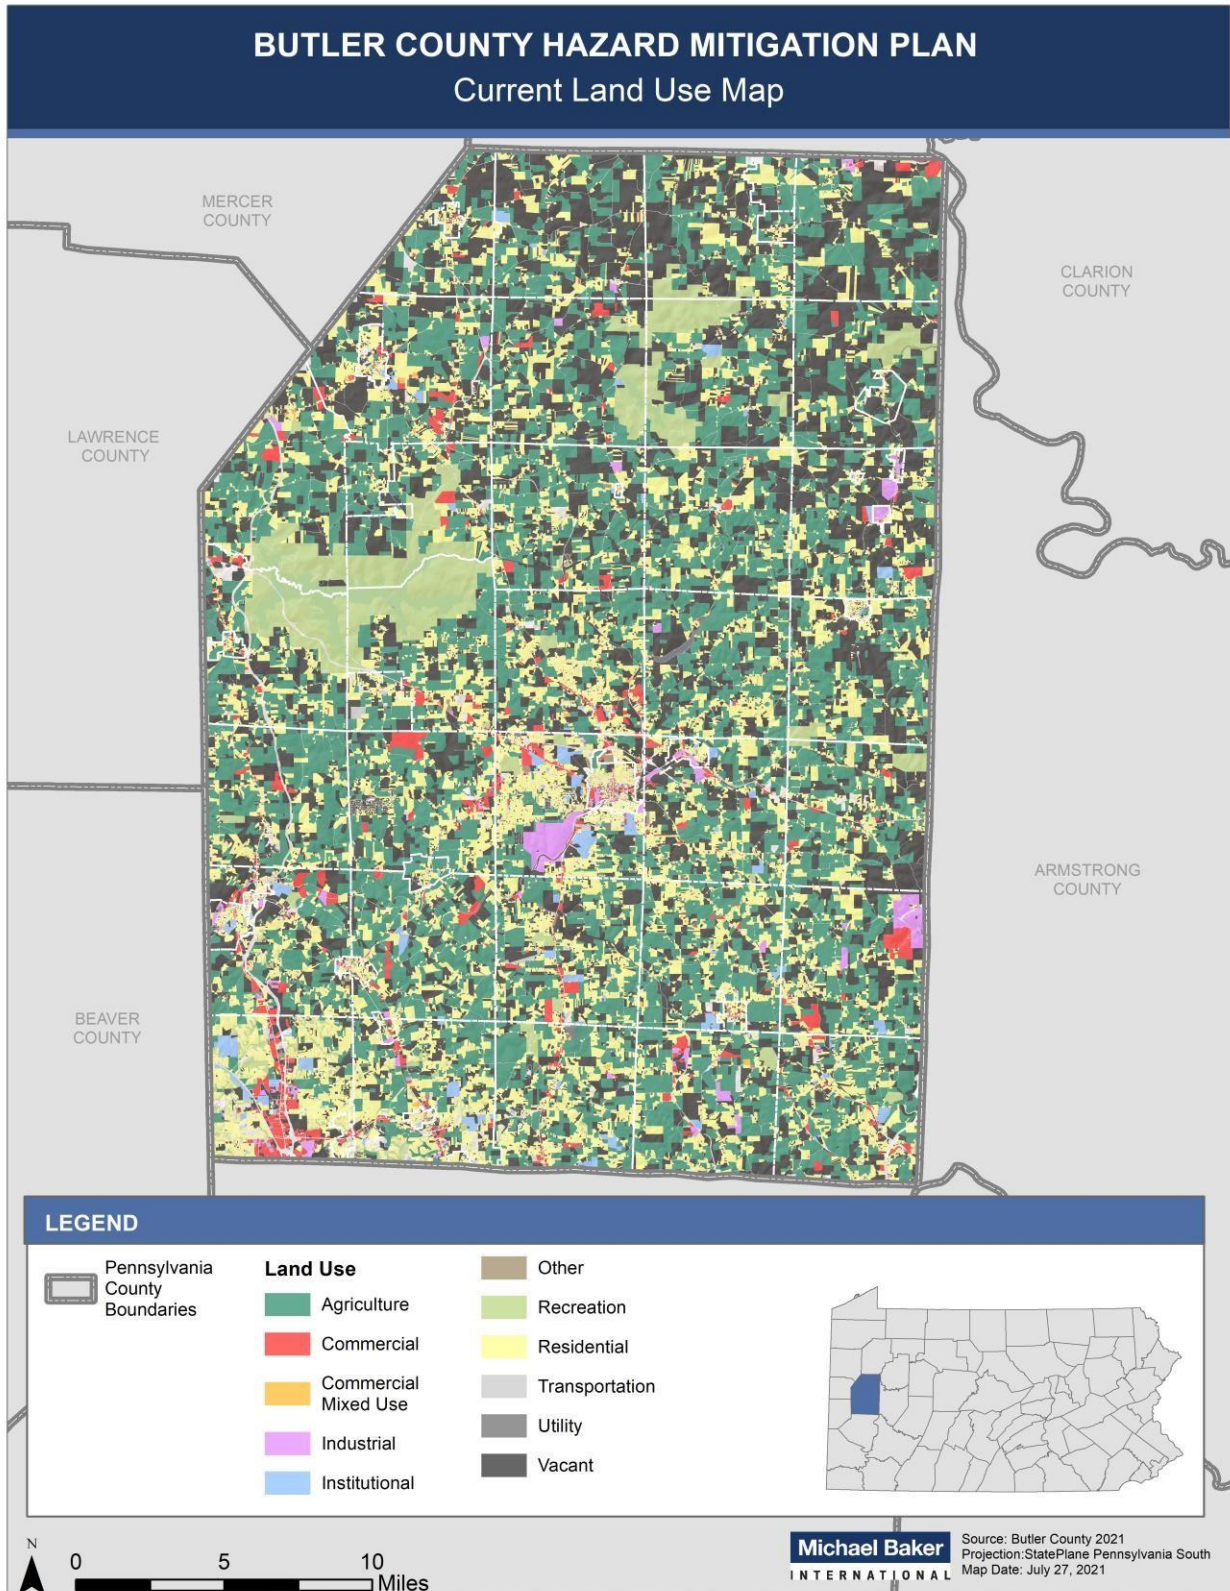 BUTLER COUNTY HAZARD MITIGATION PLAN
Current Land Use Map
MERCER
COUNTY
CLARION
COUNTY
LAWRENCE
COUNTY
ARMSTRONG
COUNTY
BEAVER
COUNTY
LEGEND
Pennsylvania
County
Boundaries
Land Use
Agriculture
Commercial
Commercial
Mixed Use
Industrial
Institutional
Other
Recreation
Residential
Transportation
Utility
Vacant
N
0 5 10
Miles
Michael Baker
INTERNATIONAL
Source: Butler County 2021
Projection:StatePlane Pennsylvania South
Map Date: July 27, 2021